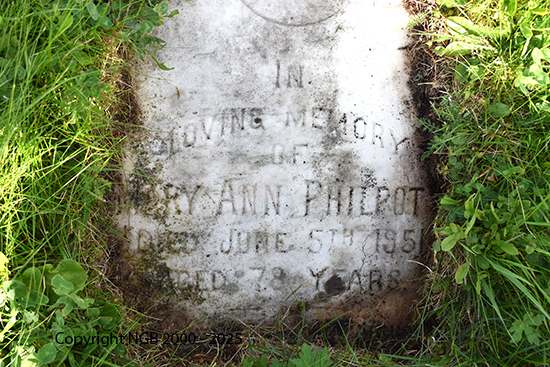 IN
LOVING MEMORY
OF
MARY ANN PHILPOT
DIED JUNE 5TH 1951
AGED 78 YEARS
Copyright NGB 2000 - 2025